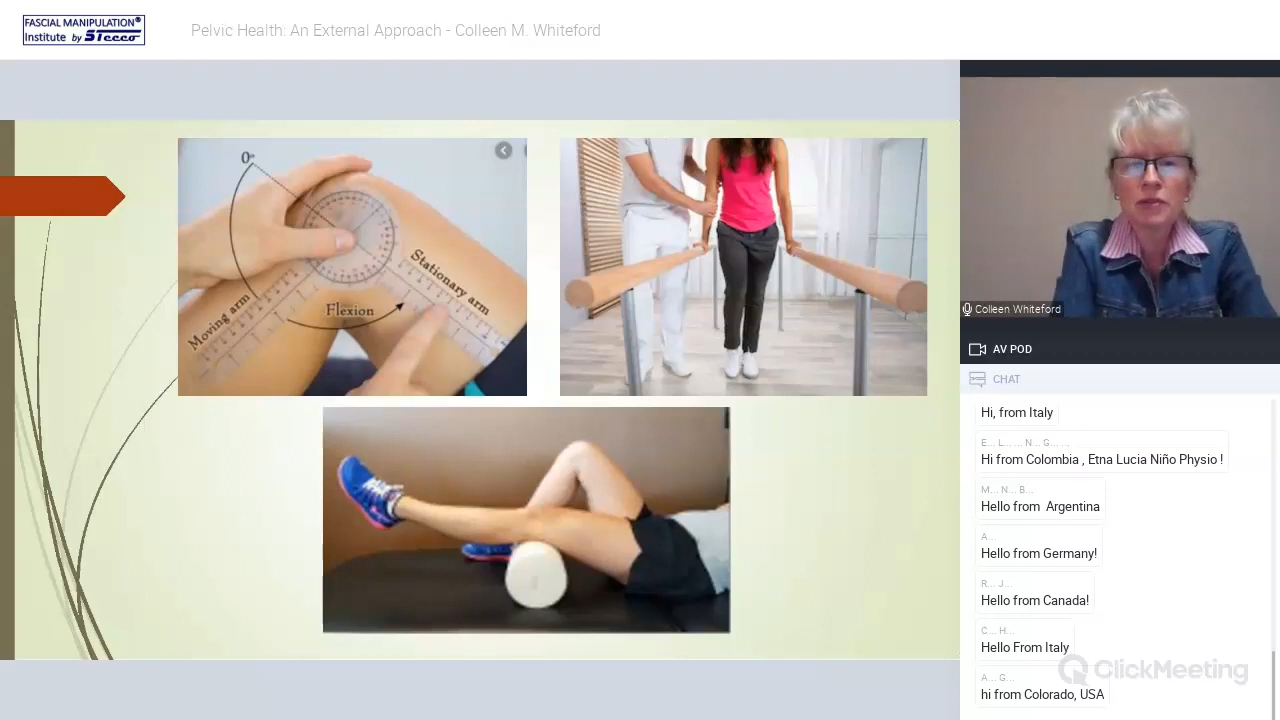 FASCIAL MANIPULATION®
Institute by Stecco
Pelvic Health: An External Approach - Colleen M. Whiteford
0°
Moving arm
Flexion
Stationary arm
Colleen Whiteford
AV POD
CHAT
Hi, from Italy
E... L... ... N... G... ...
Hi from Colombia , Etna Lucia Niño Physio !
M... N... B...
Hello from  Argentina
A...
Hello from Germany!
R... J...
Hello from Canada!
C... H...
Hello From Italy
A... G...
hi from Colorado, USA
ClickMeeting